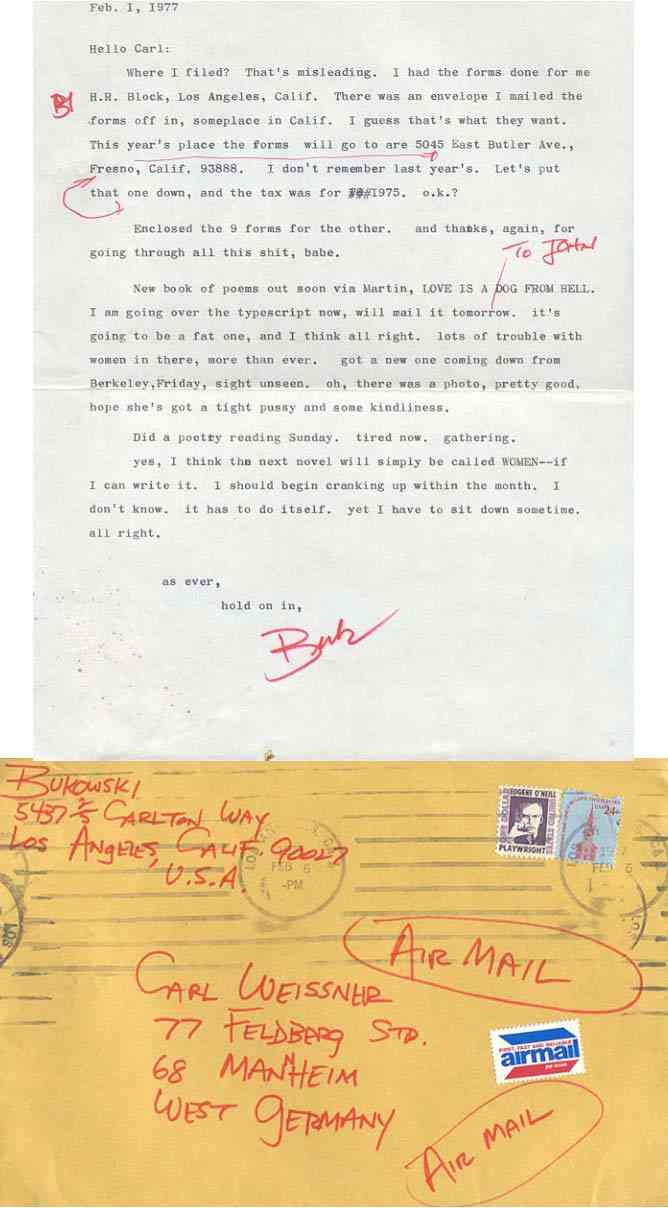 Feb. 1, 1977
Hello Carl:
Where I filed? That's misleading. I had the forms done for me
H.R. Block, Los Angeles, Calif. There was an envelope I mailed the
forms off in, someplace in Calif. I guess that's what they want.
This year's place the forms will go to are 5045 East Butler Ave.,
Fresno, Calif. 93888. I don't remember last year's. Let's put
that one down, and the tax was for 1975. o.k.?
Enclosed the 9 forms for the other. and thanks, again, for
going through all this shit, babe.
TO JOHN
New book of poems out soon via Martin, LOVE IS A DOG FROM HELL.
I am going over the typescript now, will mail it tomorrow. it's
going to be a fat one, and I think all right. lots of trouble with
women in there, more than ever. got a new one coming down from
Berkeley,Friday, sight unseen. oh, there was a photo, pretty good.
hope she's got a tight pussy and some kindliness.
Did a poetry reading Sunday. tired now. gathering.
yes, I think the next novel will simply be called WOMEN--if
I can write it. I should begin cranking up within the month. I
don't know. it has to do itself. yet I have to sit down sometime.
all right.
as ever,
hold on in,
Buk
BUKOWSKI
5437 2/5 CARLTON WAY
LOS ANGELES, CALIF 90027
U.S.A.
EUGENE O'NEILL
PLAYWRIGHT
24c
FEB 6
-PM
FEB 6
LOS
AIR MAIL
CARL WEISSNER
77 FELDBERG STD.
68 MANNHEIM
WEST GERMANY
FIRST, FAST AND RELIABLE
airmail
AIR MAIL